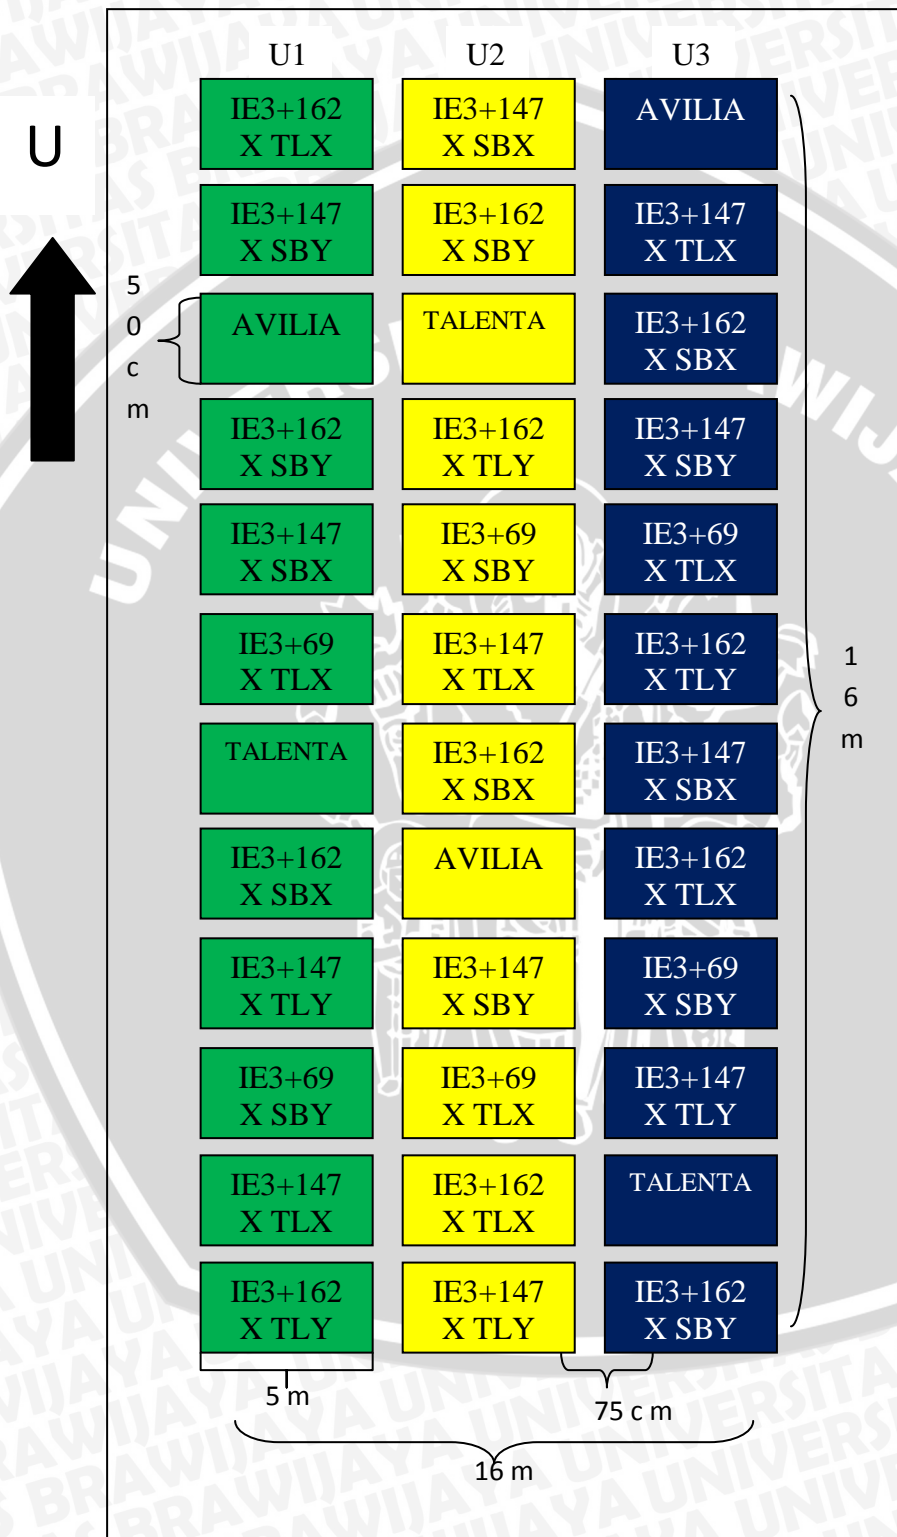 U1 U2 U3
U
IE3+162 IE3+147 AVILIA
X TLX X SBX
IE3+147 IE3+162 IE3+147
X SBY X SBY X TLX
50cm
AVILIA TALENTA IE3+162
X SBX
IE3+162 IE3+162 IE3+147
X SBY X TLY X SBY
IE3+147 IE3+69 IE3+69
X SBX X SBY X TLX
IE3+69 IE3+147 IE3+162
X TLX X TLX X TLY
16m
TALENTA IE3+162 IE3+147
X SBX X SBX
IE3+162 AVILIA IE3+162
X SBX X TLX
IE3+147 IE3+147 IE3+69
X TLY X SBY X SBY
IE3+69 IE3+69 IE3+147
X SBY X TLX X TLY
IE3+147 IE3+162 TALENTA
X TLX X TLX
IE3+162 IE3+147 IE3+162
X TLY X TLY X SBY
5 m
75 c m
16 m